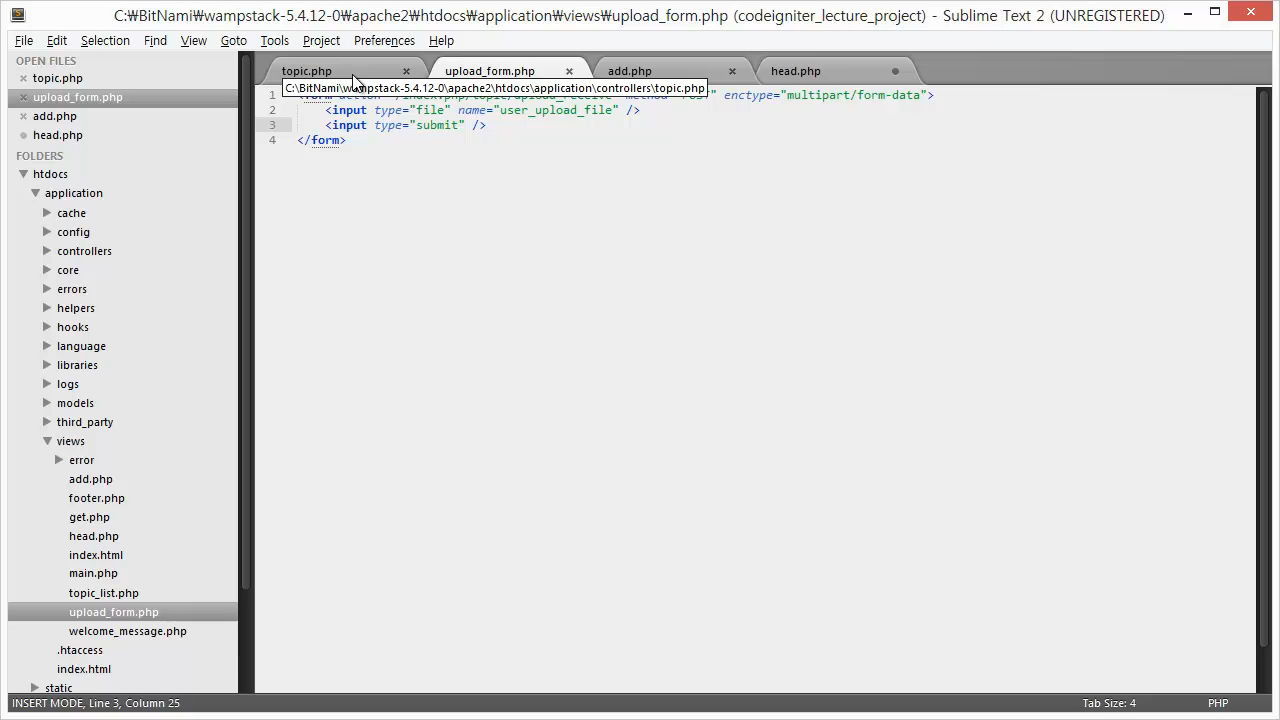 C:₩BitNami₩wampstack-5.4.12-0₩apache2₩htdocs₩application₩views₩upload_form.php (codeigniter_lecture_project) - Sublime Text 2 (UNREGISTERED)
File Edit Selection Find View Goto Tools Project Preferences Help
OPEN FILES
topic.php
upload_form.php
add.php
head.php
FOLDERS
htdocs
application
cache
config
controllers
core
errors
helpers
hooks
language
libraries
logs
models
third_party
views
error
add.php
footer.php
get.php
head.php
index.html
main.php
topic_list.php
upload_form.php
welcome_message.php
.htaccess
index.html
static
topic.php upload_form.php add.php head.php
C:\BitNami\wampstack-5.4.12-0\apache2\htdocs\application\controllers\topic.php
1 enctype="multipart/form-data">
2 <input type="file" name="user_upload_file" />
3 <input type="submit" />
4 </form>
INSERT MODE, Line 3, Column 25 Tab Size: 4 PHP